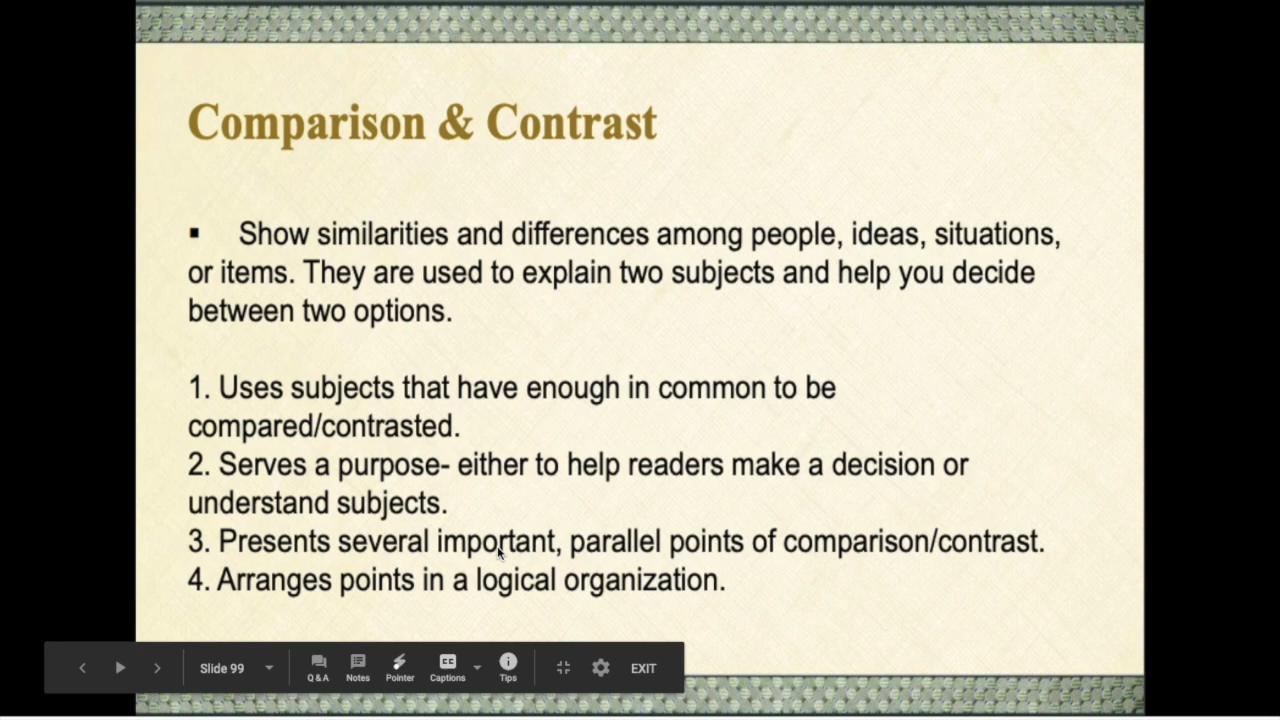 Comparison & Contrast
▪ Show similarities and differences among people, ideas, situations,
or items. They are used to explain two subjects and help you decide
between two options.
1. Uses subjects that have enough in common to be
compared/contrasted.
2. Serves a purpose- either to help readers make a decision or
understand subjects.
3. Presents several important, parallel points of comparison/contrast.
4. Arranges points in a logical organization.
Slide 99
Q & A
Notes
Pointer
CC
Captions
Tips
EXIT